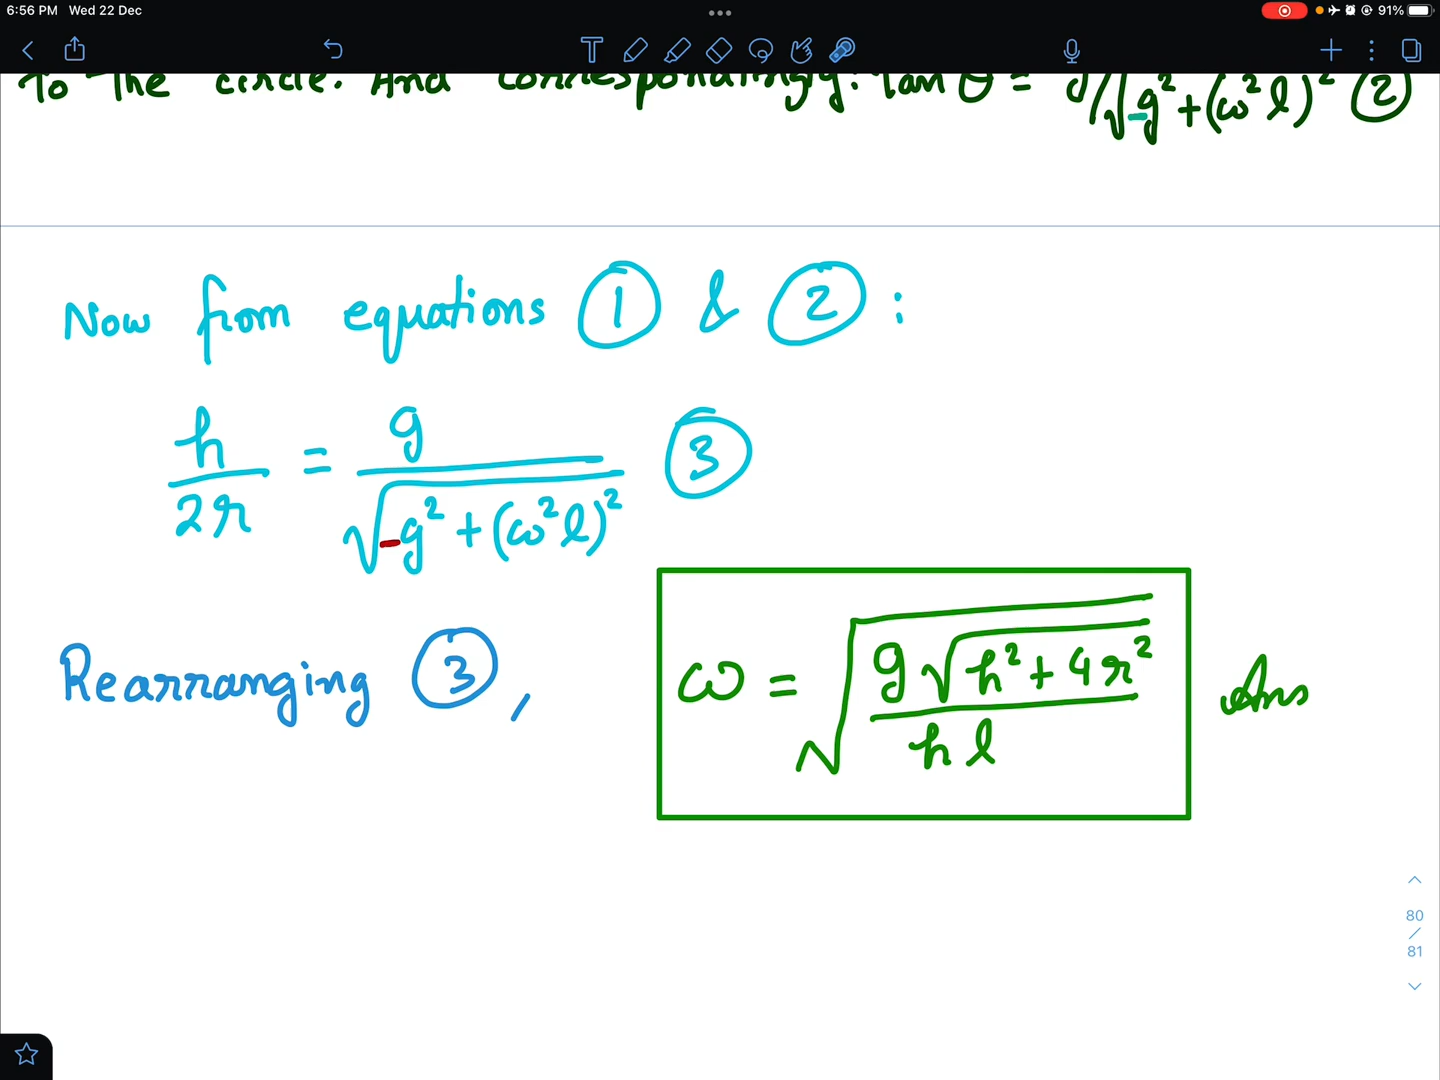 6:56 PM Wed 22 Dec
91%
To The circle. And correspondingly: tan θ = g/√-g² + (ω²l)² ②
Now from equations ① & ② :
h/2r = g/√-g² + (ω²l)² ③
Rearranging ③ ,
ω = √(g√h² + 4r² / h l) Ans
80
/
81